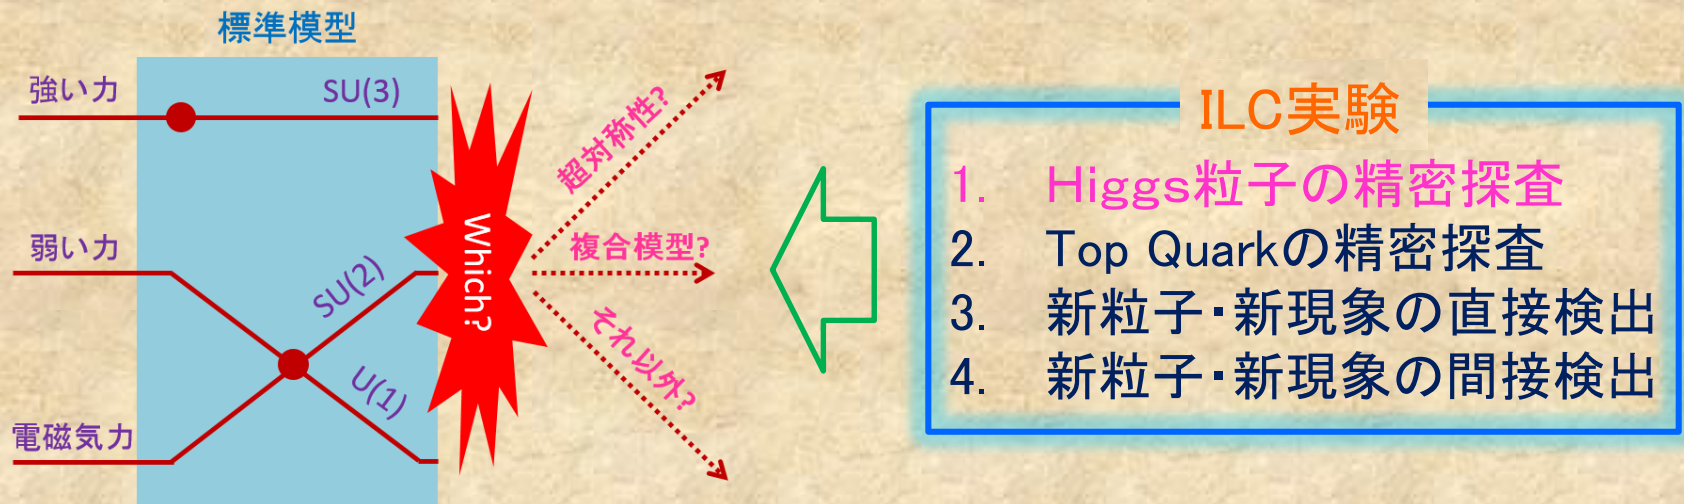 標準模型
強い力
SU(3)
弱い力
SU(2)
電磁気力
U(1)
Which?
超対称性?
複合模型?
それ以外?
ILC実験
1. Higgs粒子の精密探査
2. Top Quarkの精密探査
3. 新粒子・新現象の直接検出
4. 新粒子・新現象の間接検出